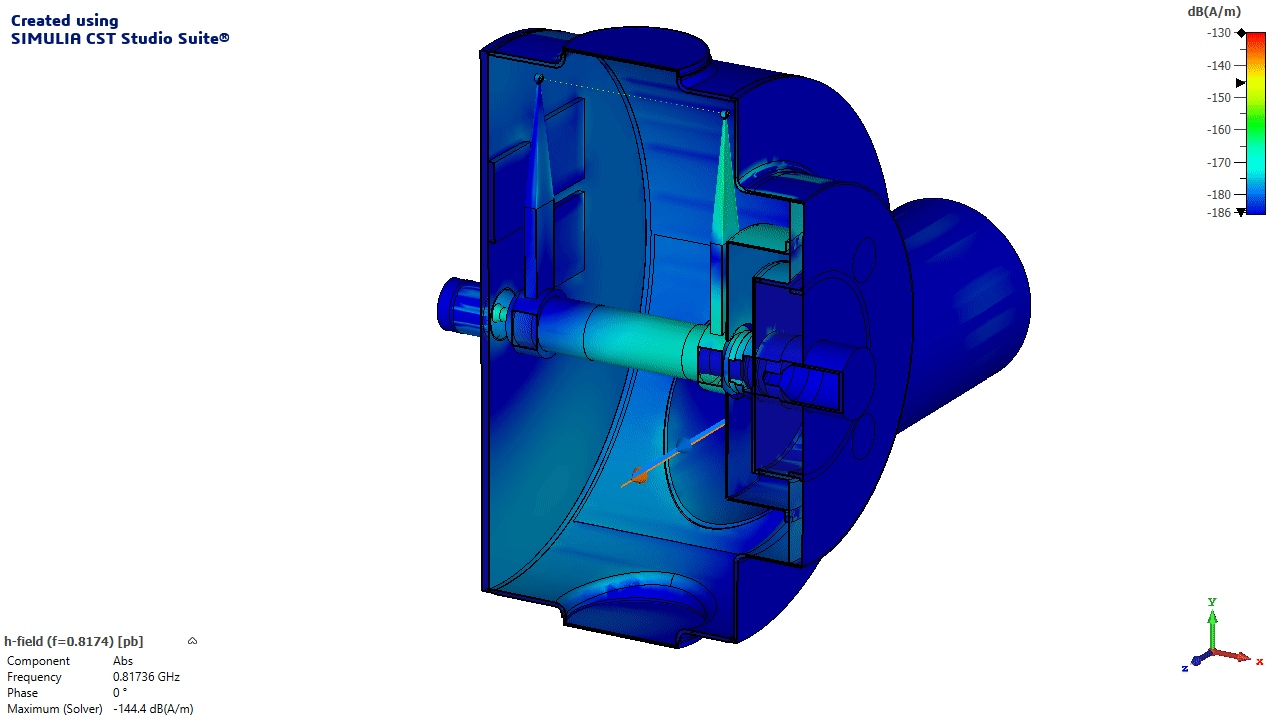 Created using
SIMULIA CST Studio Suite®
dB(A/m)
-130
-140
-150
-160
-170
-180
-186
h-field (f=0.8174) [pb]
Component Abs
Frequency 0.81736 GHz
Phase 0 °
Maximum (Solver) -144.4 dB(A/m)
y
x
z